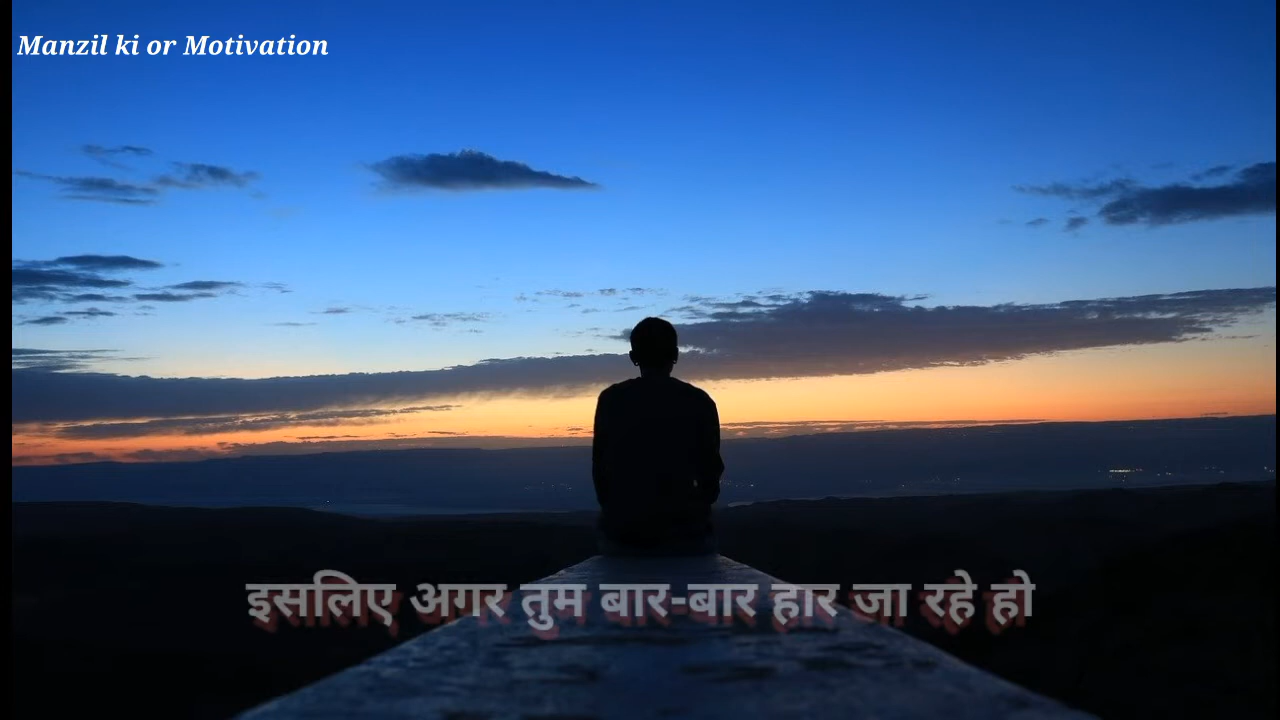 Manzil ki or Motivation
इसलिए अगर तुम बार-बार हार जा रहे हो